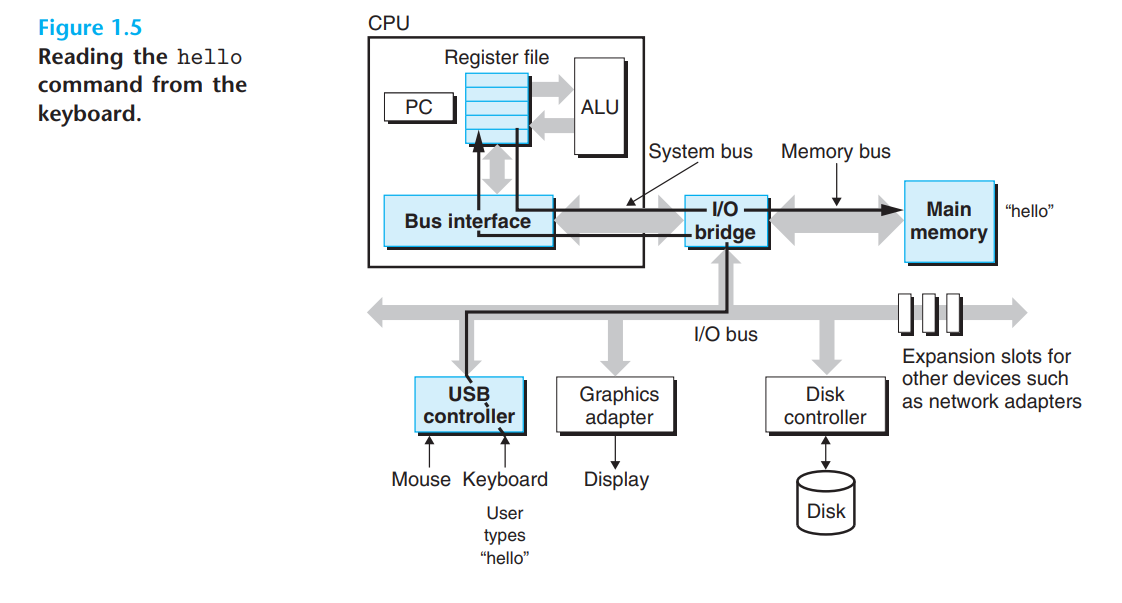 Figure 1.5
Reading the hello
command from the
keyboard.
CPU
Register file
PC
ALU
System bus
Memory bus
Bus interface
I/O
bridge
Main
memory
“hello”
I/O bus
Expansion slots for
other devices such
as network adapters
USB
controller
Graphics
adapter
Disk
controller
Mouse
Keyboard
Display
Disk
User
types
“hello”